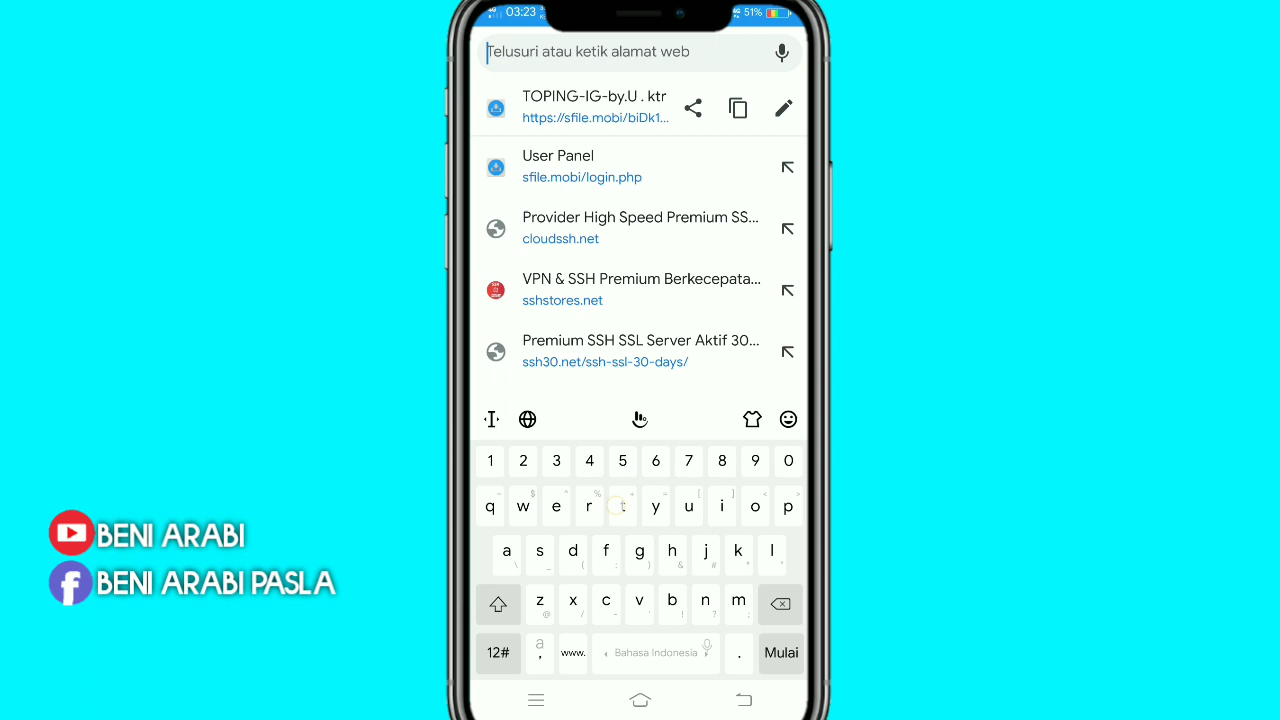 03:23
51%
Telusuri atau ketik alamat web
TOPING-IG-by.U . ktr
https://sfile.mobi/biDk1...
User Panel
sfile.mobi/login.php
Provider High Speed Premium SS...
cloudssh.net
VPN & SSH Premium Berkecepata...
sshstores.net
Premium SSH SSL Server Aktif 30...
ssh30.net/ssh-ssl-30-days/
1 2 3 4 5 6 7 8 9 0
q w e r t y u i o p
a s d f g h j k l
z x c v b n m
12# , www. Bahasa Indonesia . Mulai
BENI ARABI
BENI ARABI PASLA